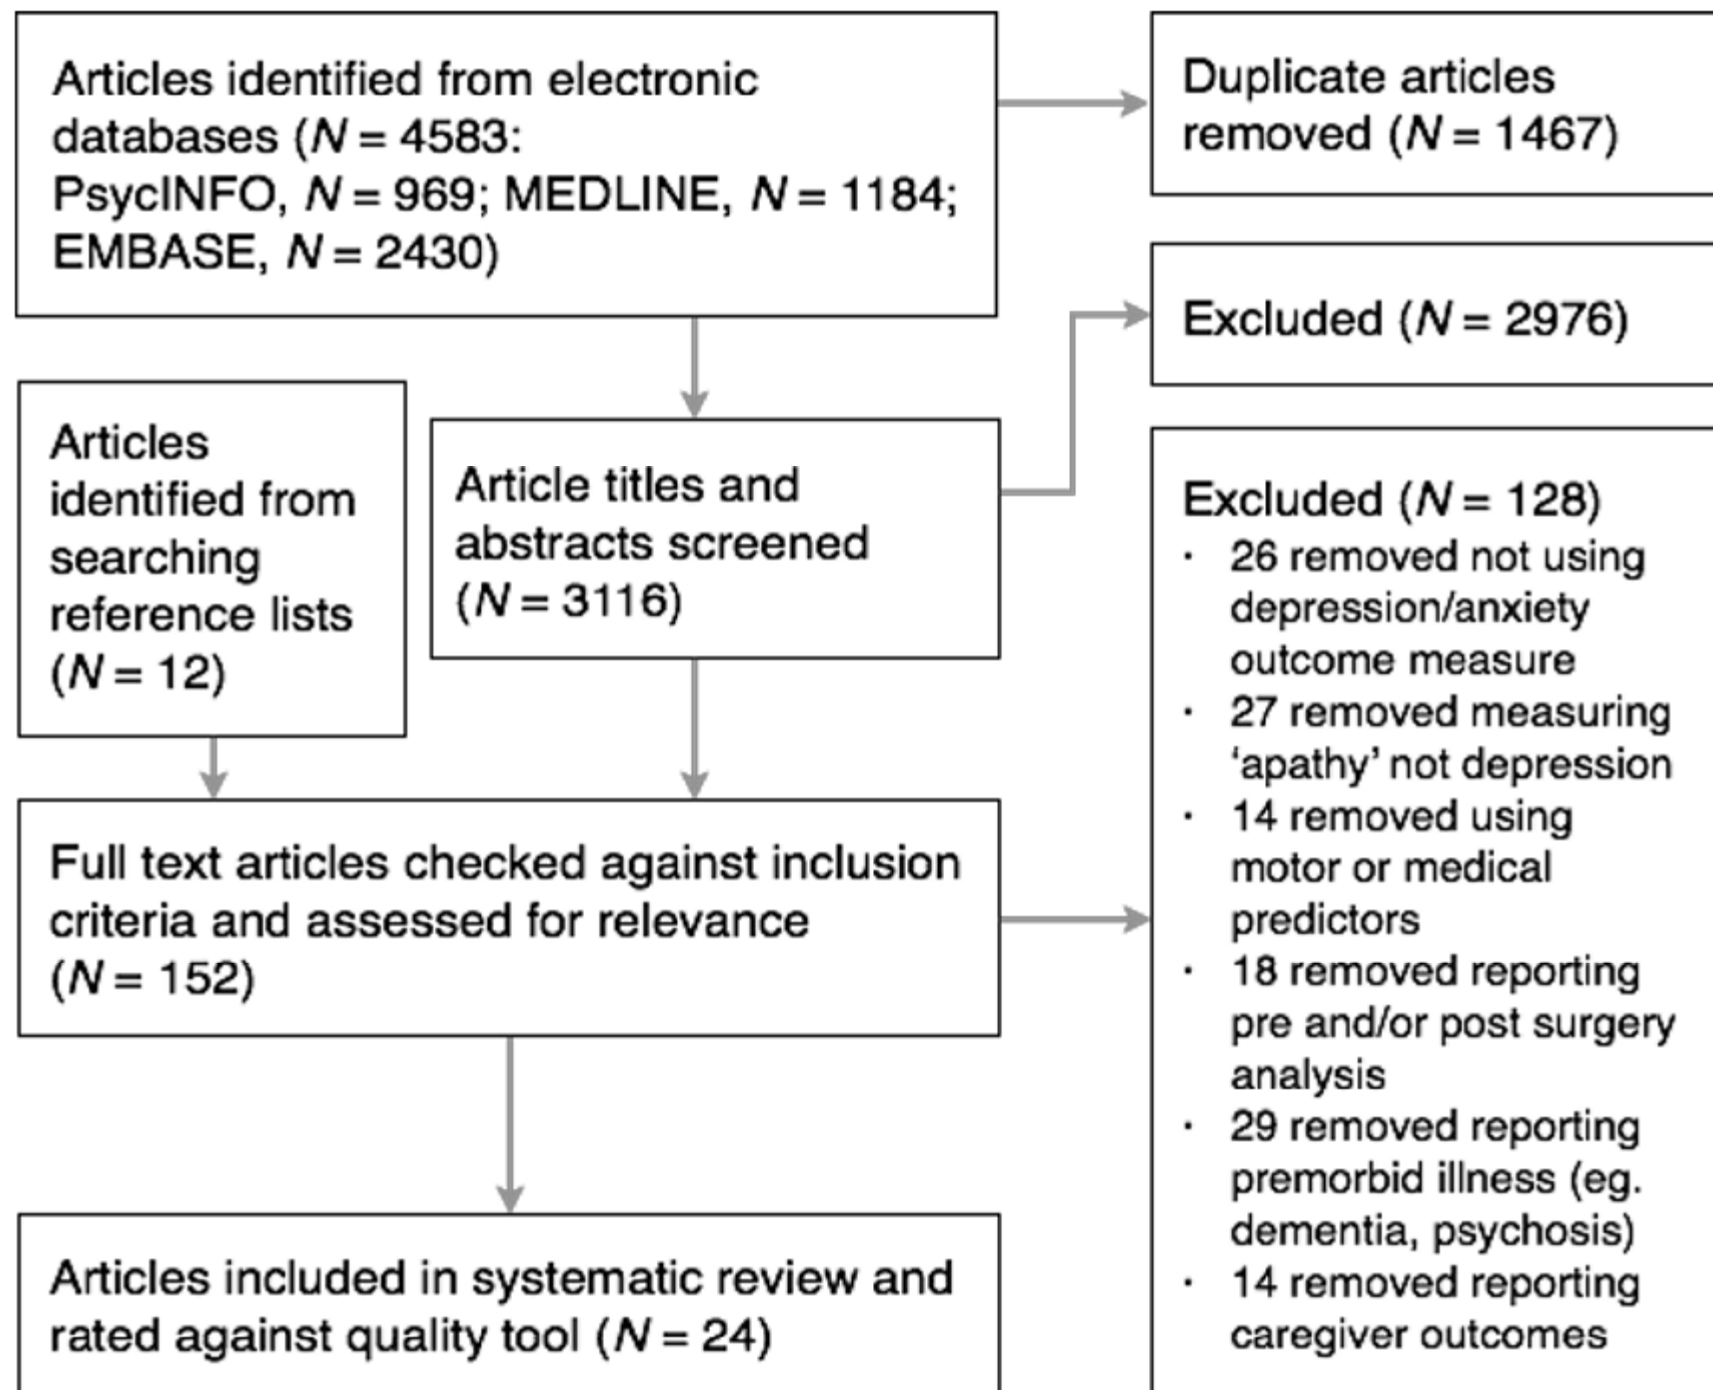 Articles identified from electronic
databases (N = 4583:
PsycINFO, N = 969; MEDLINE, N = 1184;
EMBASE, N = 2430)
Duplicate articles
removed (N = 1467)
Excluded (N = 2976)
Articles
identified from
searching
reference lists
(N = 12)
Article titles and
abstracts screened
(N = 3116)
Full text articles checked against inclusion
criteria and assessed for relevance
(N = 152)
Excluded (N = 128)
· 26 removed not using
depression/anxiety
outcome measure
· 27 removed measuring
‘apathy’ not depression
· 14 removed using
motor or medical
predictors
· 18 removed reporting
pre and/or post surgery
analysis
· 29 removed reporting
premorbid illness (eg.
dementia, psychosis)
· 14 removed reporting
caregiver outcomes
Articles included in systematic review and
rated against quality tool (N = 24)